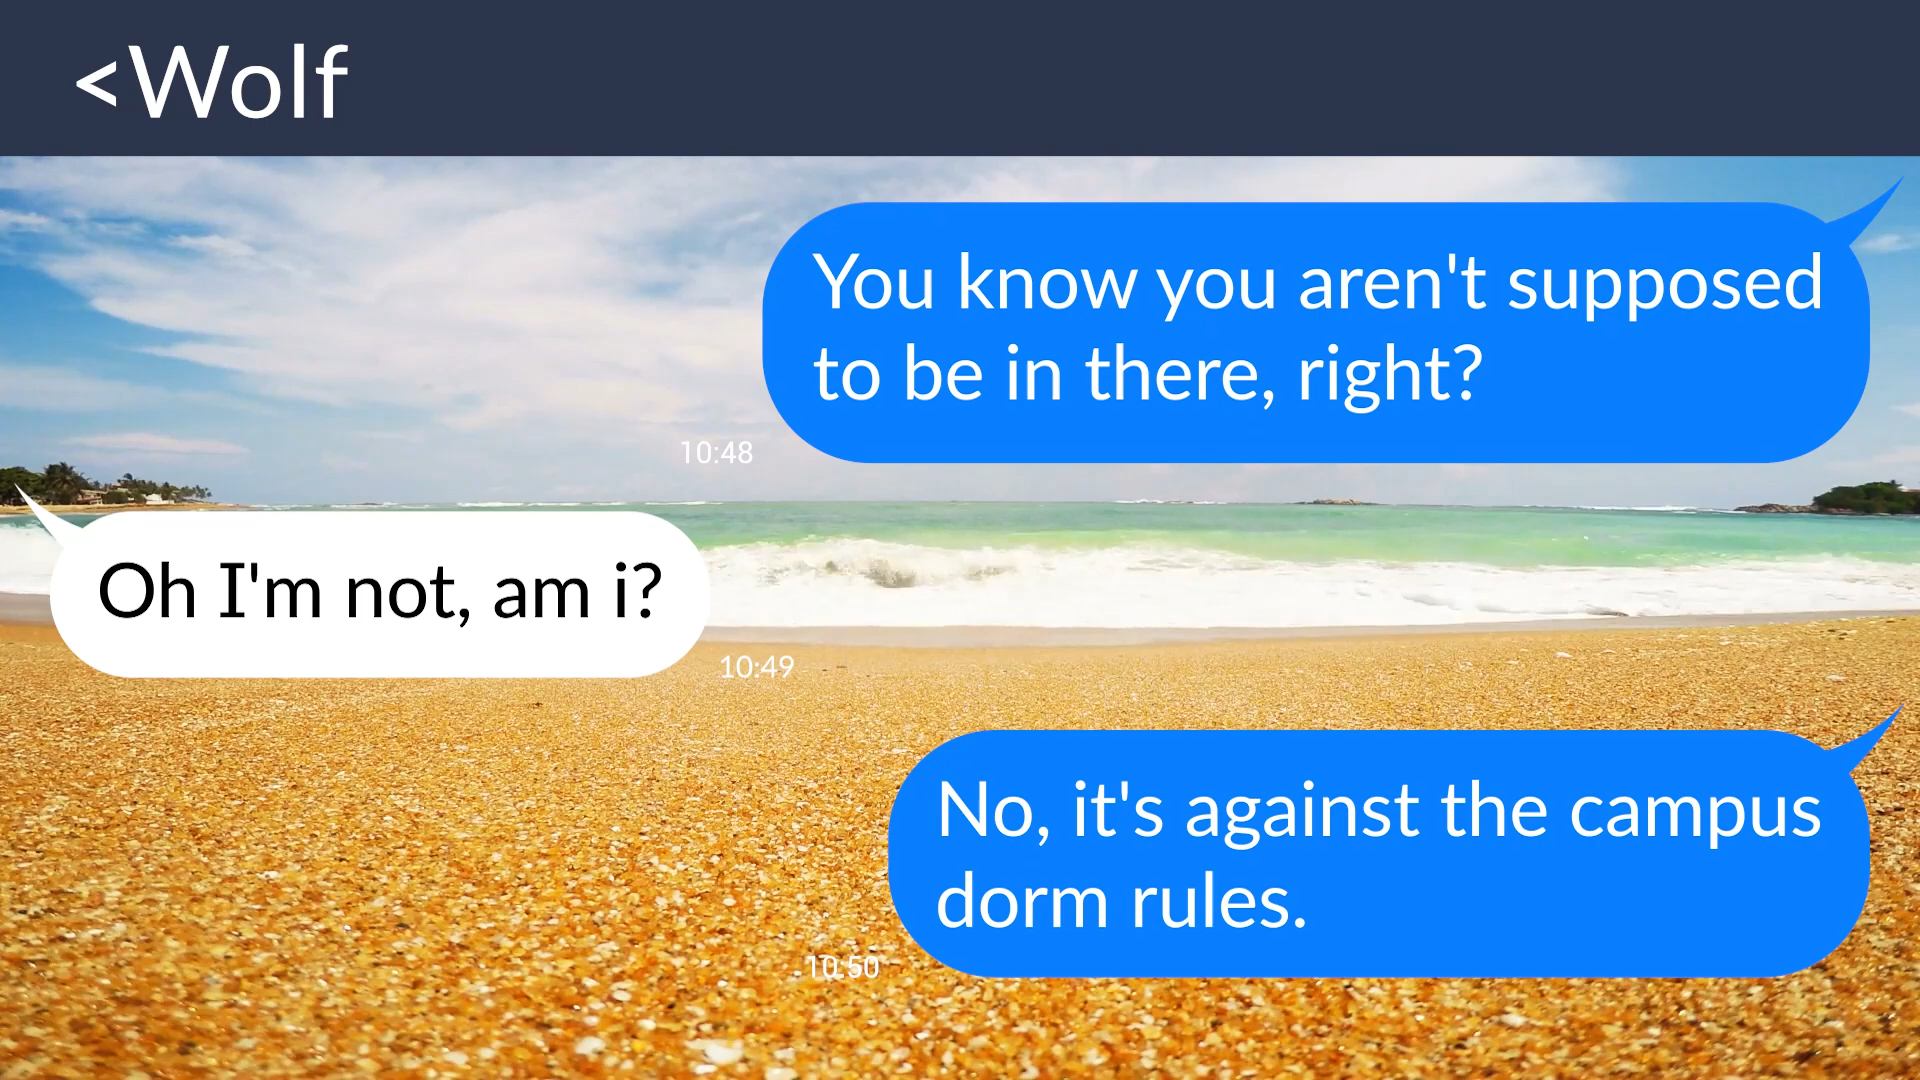 <Wolf
You know you aren't supposed
to be in there, right?
10:48
Oh I'm not, am i?
10:49
No, it's against the campus
dorm rules.
10:50